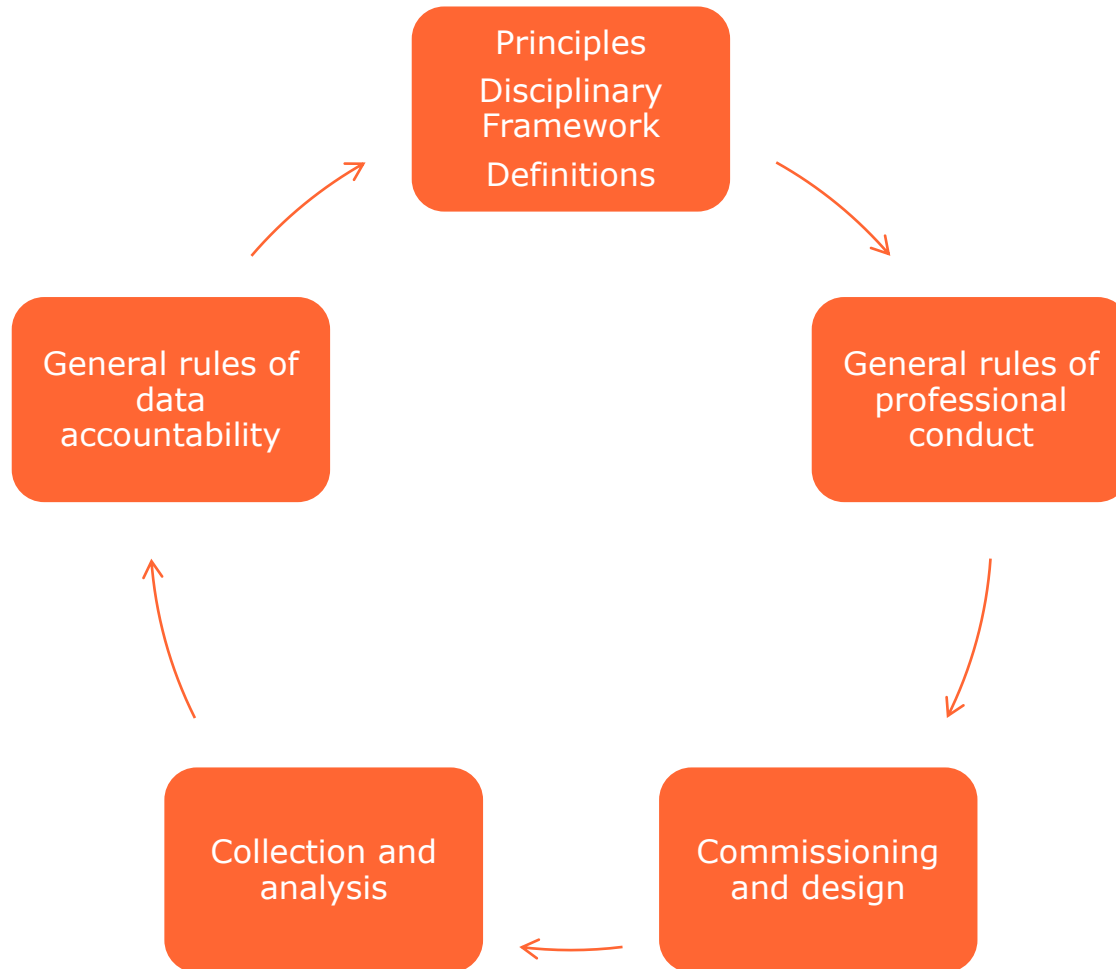 Principles
Disciplinary
Framework
Definitions
General rules of
professional
conduct
Commissioning
and design
Collection and
analysis
General rules of
data
accountability